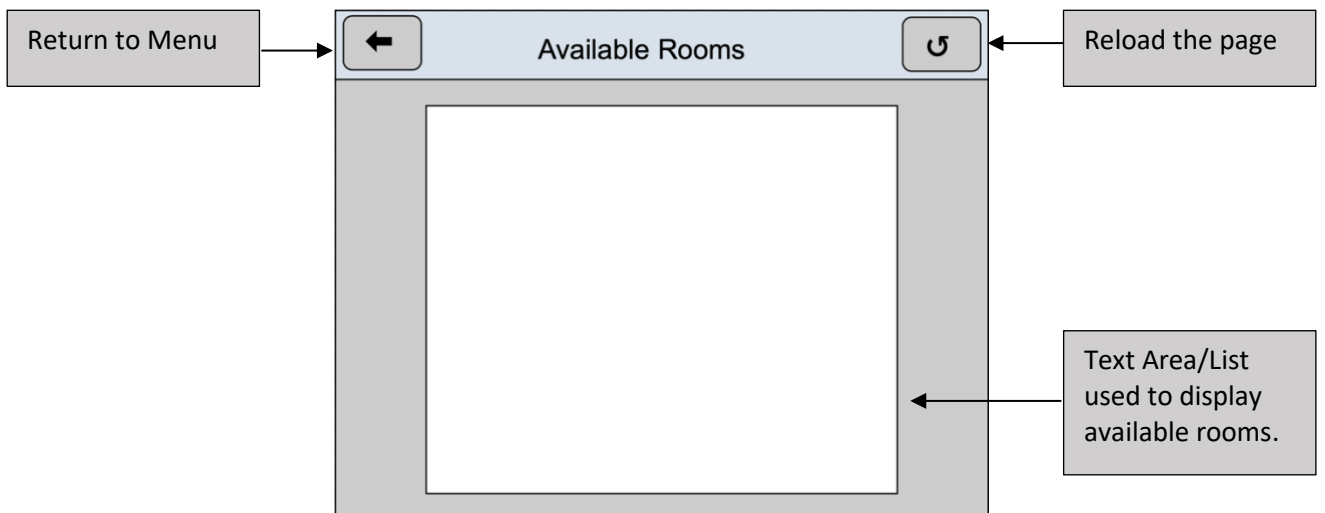 Return to Menu
Available Rooms
↺
Reload the page
Text Area/List
used to display
available rooms.